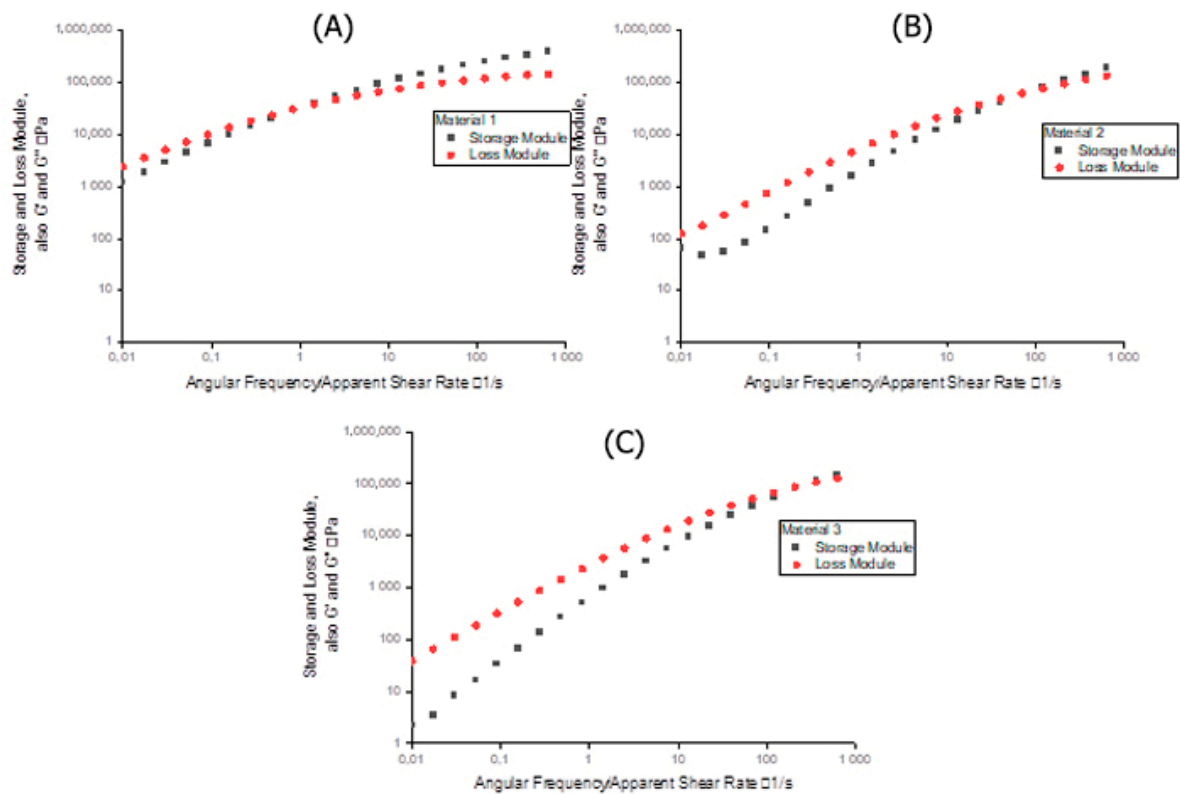 (A)
1,000,000
100,000
10,000
1 000
100
10
1
0,01
0,1
1
10
100
1 000
Storage and Loss Module,
also G' and G'' □Pa
Angular Frequency/Apparent Shear Rate □1/s
Material 1
Storage Module
Loss Module
(B)
1,000,000
100,000
10,000
1 000
100
10
1
0,01
0,1
1
10
100
1 000
Storage and Loss Module,
also G' and G'' □Pa
Angular Frequency/Apparent Shear Rate □1/s
Material 2
Storage Module
Loss Module
(C)
1,000,000
100,000
10,000
1 000
100
10
1
0,01
0,1
1
10
100
1 000
Storage and Loss Module,
also G' and G'' □Pa
Angular Frequency/Apparent Shear Rate □1/s
Material 3
Storage Module
Loss Module